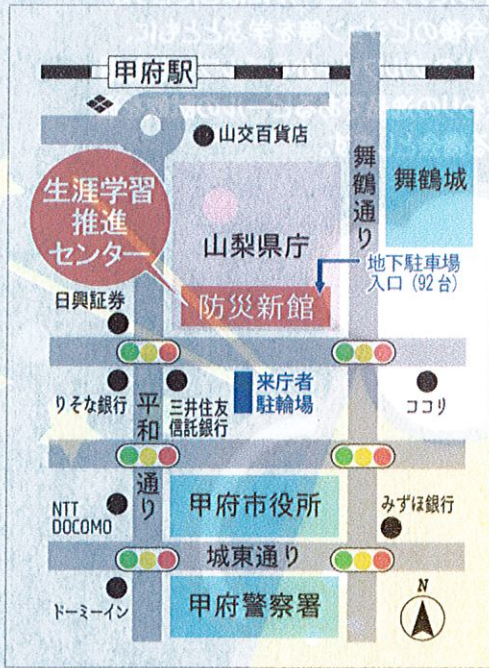 甲府駅
山交百貨店
生涯学習
推進
センター
山梨県庁
舞鶴通り
舞鶴城
地下駐車場
入口（92台）
防災新館
日興証券
りそな銀行
平和通り
三井住友
信託銀行
来庁者
駐輪場
ココリ
NTT
DOCOMO
甲府市役所
みずほ銀行
城東通り
ドーミーイン
甲府警察署
N